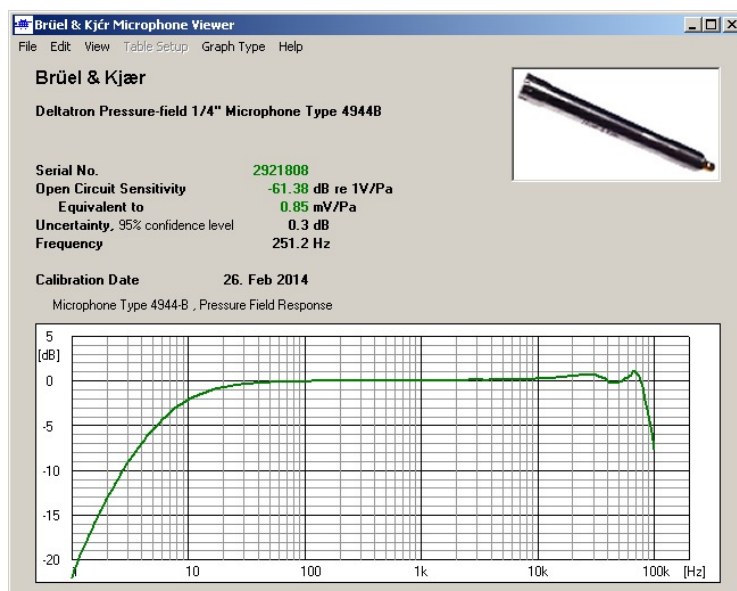 Brüel & Kjćr Microphone Viewer
File Edit View Table Setup Graph Type Help
Brüel & Kjær
Deltatron Pressure-field 1/4" Microphone Type 4944B
Serial No. 2921808
Open Circuit Sensitivity -61.38 dB re 1V/Pa
Equivalent to 0.85 mV/Pa
Uncertainty, 95% confidence level 0.3 dB
Frequency 251.2 Hz
Calibration Date 26. Feb 2014
Microphone Type 4944-B , Pressure Field Response
5
[dB]
0
-5
-10
-15
-20
10 100 1k 10k 100k [Hz]